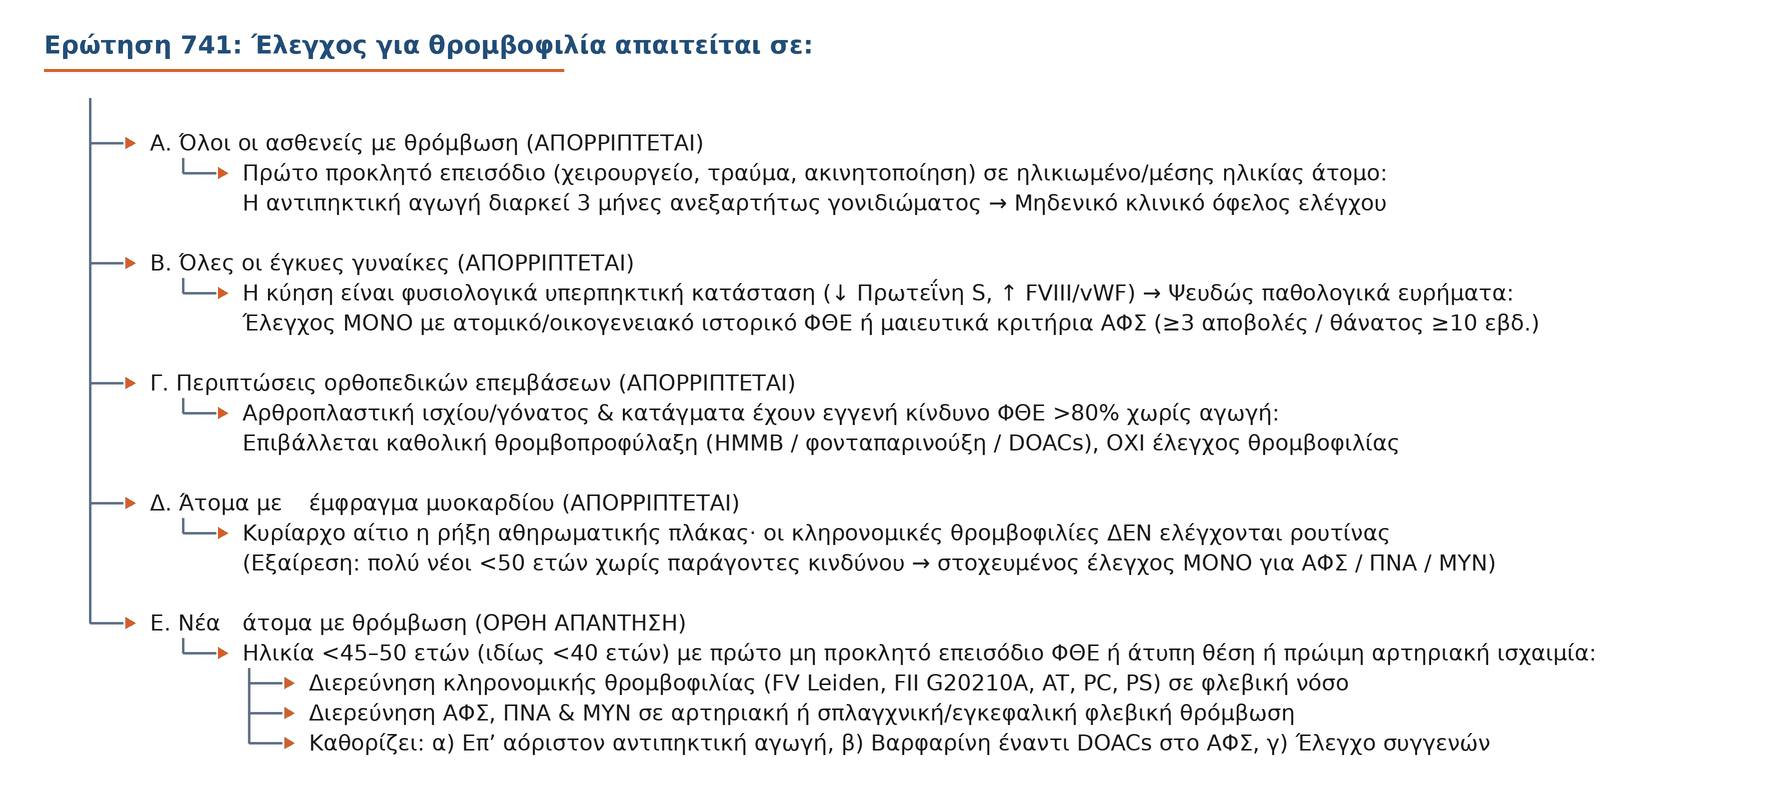 Ερώτηση 741: Έλεγχος για θρομβοφιλία απαιτείται σε:
Α. Όλοι οι ασθενείς με θρόμβωση (ΑΠΟΡΡΙΠΤΕΤΑΙ)
Πρώτο προκλητό επεισόδιο (χειρουργείο, τραύμα, ακινητοποίηση) σε ηλικιωμένο/μέσης ηλικίας άτομο:
Η αντιπηκτική αγωγή διαρκεί 3 μήνες ανεξαρτήτως γονιδιώματος → Μηδενικό κλινικό όφελος ελέγχου
Β. Όλες οι έγκυες γυναίκες (ΑΠΟΡΡΙΠΤΕΤΑΙ)
Η κύηση είναι φυσιολογικά υπερπηκτική κατάσταση (↓ Πρωτεΐνη S, ↑ FVIII/vWF) → Ψευδώς παθολογικά ευρήματα:
Έλεγχος ΜΟΝΟ με ατομικό/οικογενειακό ιστορικό ΦΘΕ ή μαιευτικά κριτήρια ΑΦΣ (≥3 αποβολές / θάνατος ≥10 εβδ.)
Γ. Περιπτώσεις ορθοπεδικών επεμβάσεων (ΑΠΟΡΡΙΠΤΕΤΑΙ)
Αρθροπλαστική ισχίου/γόνατος & κατάγματα έχουν εγγενή κίνδυνο ΦΘΕ >80% χωρίς αγωγή:
Επιβάλλεται καθολική θρομβοπροφύλαξη (ΗΜΜΒ / φονταπαρινούξη / DOACs), ΟΧΙ έλεγχος θρομβοφιλίας
Δ. Άτομα με έμφραγμα μυοκαρδίου (ΑΠΟΡΡΙΠΤΕΤΑΙ)
Κυρίαρχο αίτιο η ρήξη αθηρωματικής πλάκας· οι κληρονομικές θρομβοφιλίες ΔΕΝ ελέγχονται ρουτίνας
(Εξαίρεση: πολύ νέοι <50 ετών χωρίς παράγοντες κινδύνου → στοχευμένος έλεγχος ΜΟΝΟ για ΑΦΣ / ΠΝΑ / ΜΥΝ)
Ε. Νέα άτομα με θρόμβωση (ΟΡΘΗ ΑΠΑΝΤΗΣΗ)
Ηλικία <45–50 ετών (ιδίως <40 ετών) με πρώτο μη προκλητό επεισόδιο ΦΘΕ ή άτυπη θέση ή πρώιμη αρτηριακή ισχαιμία:
Διερεύνηση κληρονομικής θρομβοφιλίας (FV Leiden, FII G20210A, AT, PC, PS) σε φλεβική νόσο
Διερεύνηση ΑΦΣ, ΠΝΑ & ΜΥΝ σε αρτηριακή ή σπλαγχνική/εγκεφαλική φλεβική θρόμβωση
Καθορίζει: α) Επ’ αόριστον αντιπηκτική αγωγή, β) Βαρφαρίνη έναντι DOACs στο ΑΦΣ, γ) Έλεγχο συγγενών